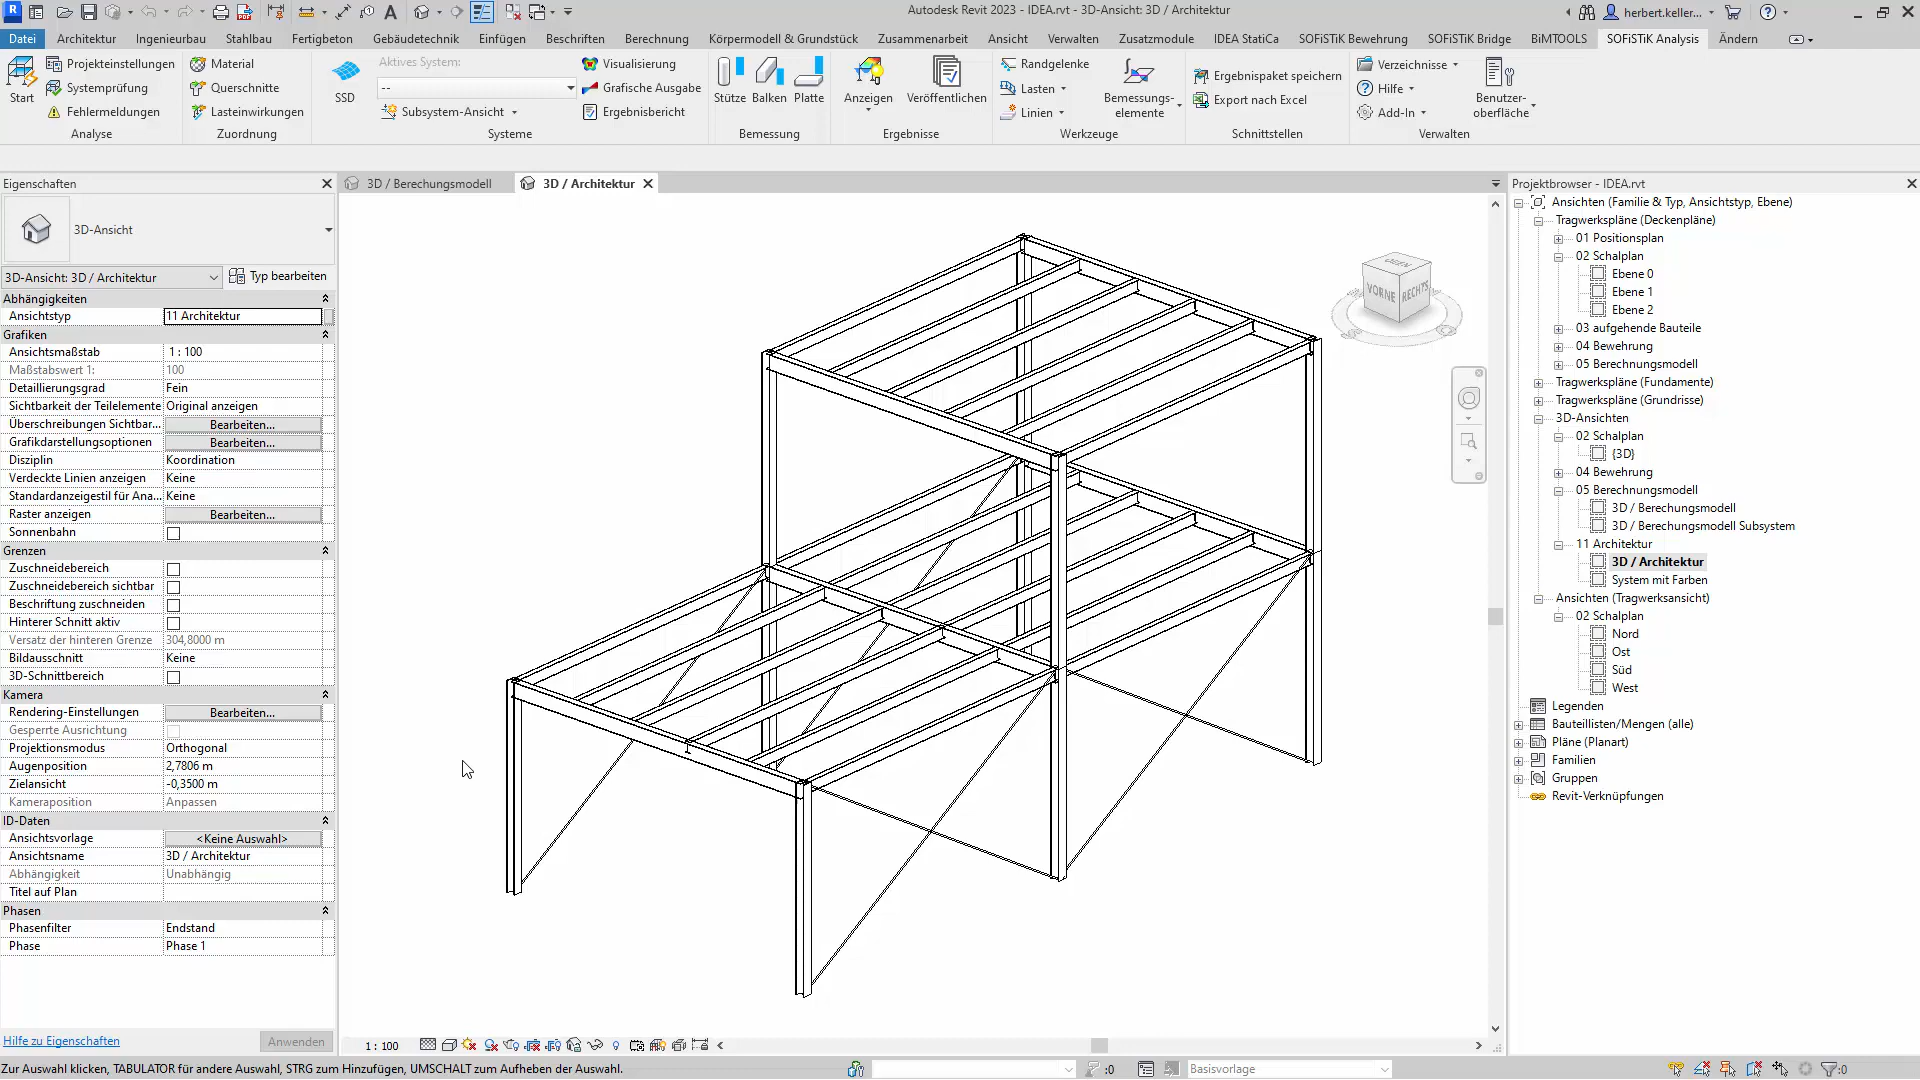 Autodesk Revit 2023 - IDEA.rvt - 3D-Ansicht: 3D / Architektur
herbert.keller...
Datei Architektur Ingenieurbau Stahlbau Fertigbeton Gebäudetechnik Einfügen Beschriften Berechnung Körpermodell & Grundstück Zusammenarbeit Ansicht Verwalten Zusatzmodule IDEA StatiCa SOFiSTiK Bewehrung SOFiSTiK Bridge BiMTOOLS SOFiSTiK Analysis Ändern
Start
Projekteinstellungen
Systemprüfung
Fehlermeldungen
Analyse
Material
Querschnitte
Lasteinwirkungen
Zuordnung
SSD
Aktives System:
--
Subsystem-Ansicht
Visualisierung
Grafische Ausgabe
Ergebnisbericht
Systeme
Stütze Balken Platte
Bemessung
Anzeigen Veröffentlichen
Ergebnisse
Randgelenke
Lasten
Linien
Bemessungs-
elemente
Werkzeuge
Ergebnispaket speichern
Export nach Excel
Schnittstellen
Verzeichnisse
Hilfe
Add-In
Benutzer-
oberfläche
Verwalten
Eigenschaften
3D-Ansicht
3D-Ansicht: 3D / Architektur Typ bearbeiten
Abhängigkeiten
Ansichtstyp 11 Architektur
Grafiken
Ansichtsmaßstab 1 : 100
Maßstabswert 1: 100
Detaillierungsgrad Fein
Sichtbarkeit der Teilelemente Original anzeigen
Überschreibungen Sichtbar... Bearbeiten...
Grafikdarstellungsoptionen Bearbeiten...
Disziplin Koordination
Verdeckte Linien anzeigen Keine
Standardanzeigestil für Ana... Keine
Raster anzeigen Bearbeiten...
Sonnenbahn
Grenzen
Zuschneidebereich
Zuschneidebereich sichtbar
Beschriftung zuschneiden
Hinterer Schnitt aktiv
Versatz der hinteren Grenze 304,8000 m
Bildausschnitt Keine
3D-Schnittbereich
Kamera
Rendering-Einstellungen Bearbeiten...
Gesperte Ausrichtung
Projektionsmodus Orthogonal
Augenposition 2,7806 m
Zielansicht -0,3500 m
Kameraposition Anpassen
ID-Daten
Ansichtsvorlage <Keine Auswahl>
Ansichtsname 3D / Architektur
Abhängigkeit Unabhängig
Titel auf Plan
Phasen
Phasenfilter Endstand
Phase Phase 1
Hilfe zu Eigenschaften Anwenden
3D / Berechungsmodell
3D / Architektur
VORNE RECHTS
1 : 100
Projektbrowser - IDEA.rvt
Ansichten (Familie & Typ, Ansichtstyp, Ebene)
Tragwerkspläne (Deckenpläne)
01 Positionsplan
02 Schalplan
Ebene 0
Ebene 1
Ebene 2
03 aufgehende Bauteile
04 Bewehrung
05 Berechnungsmodell
Tragwerkspläne (Fundamente)
Tragwerkspläne (Grundrisse)
3D-Ansichten
02 Schalplan
{3D}
04 Bewehrung
05 Berechnungsmodell
3D / Berechungsmodell
3D / Berechungsmodell Subsystem
11 Architektur
3D / Architektur
System mit Farben
Ansichten (Tragwerksansicht)
02 Schalplan
Nord
Ost
Süd
West
Legenden
Bauteillisten/Mengen (alle)
Pläne (Planart)
Familien
Gruppen
Revit-Verknüpfungen
Zur Auswahl klicken, TABULATOR für andere Auswahl, STRG zum Hinzufügen, UMSCHALT zum Aufheben der Auswahl.
:0
Basisvorlage
:0